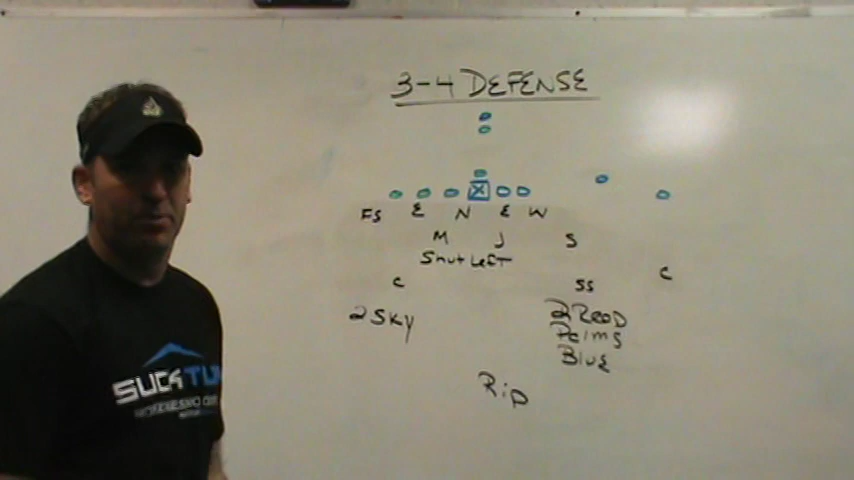 3-4 DEFENSE
X
FS E N E W
M J S
Shut Left
C SS C
2 Sky
2 Read
Palms
Blue
Rip
SUCK